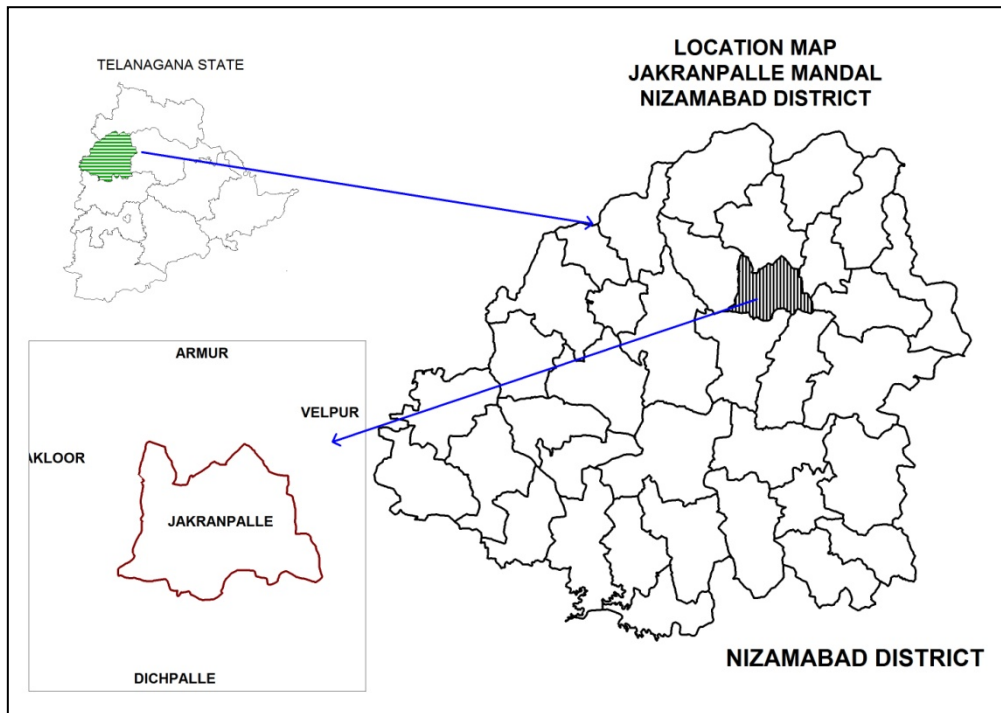 TELANAGANA STATE
LOCATION MAP
JAKRANPALLE MANDAL
NIZAMABAD DISTRICT
ARMUR
VELPUR
AKLOOR
JAKRANPALLE
DICHPALLE
NIZAMABAD DISTRICT